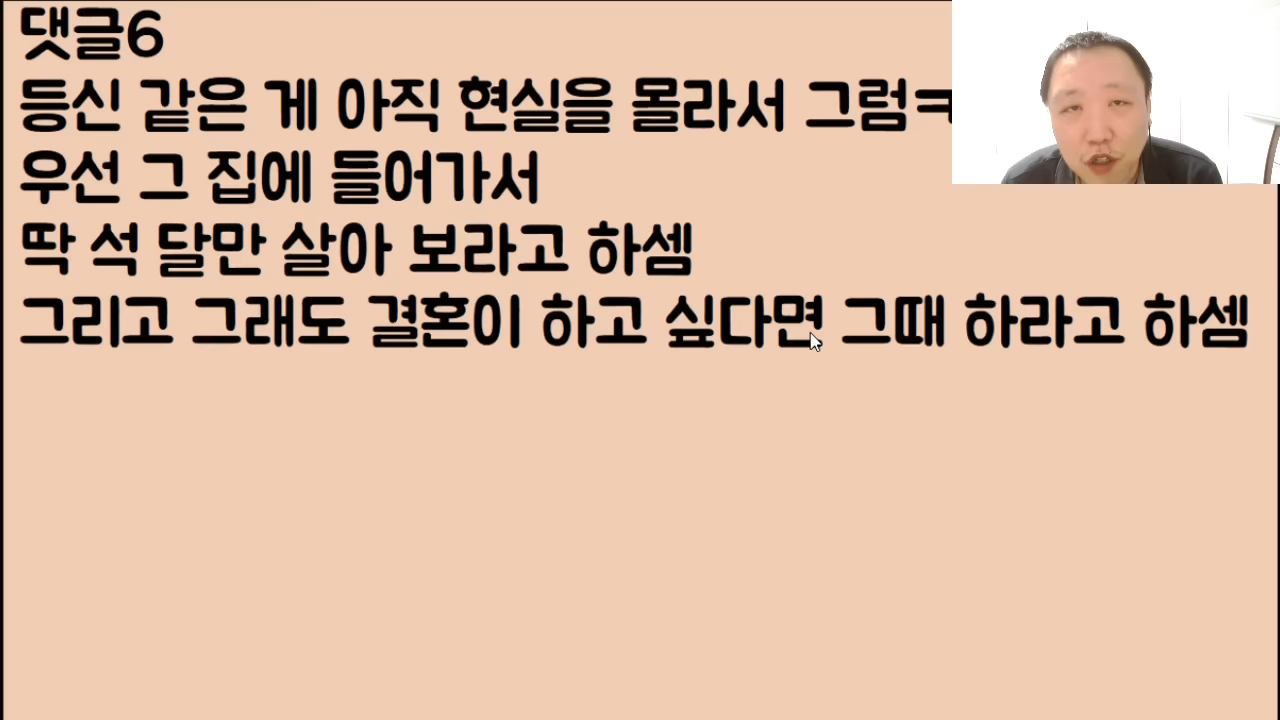 댓글6
등신 같은 게 아직 현실을 몰라서 그럼ㅋ
우선 그 집에 들어가서
딱 석 달만 살아 보라고 하셈
그리고 그래도 결혼이 하고 싶다면 그때 하라고 하셈